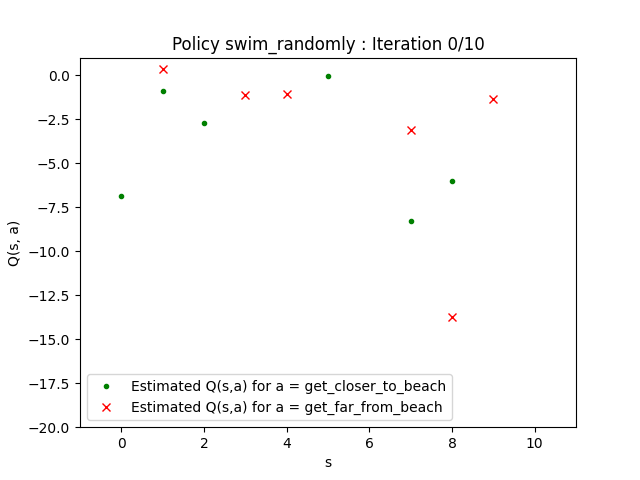 Policy swim_randomly : Iteration 0/10
0.0
−2.5
−5.0
−7.5
−10.0
−12.5
−15.0
−17.5
−20.0
Q(s, a)
Estimated Q(s,a) for a = get_closer_to_beach
Estimated Q(s,a) for a = get_far_from_beach
0 2 4 6 8 10
s